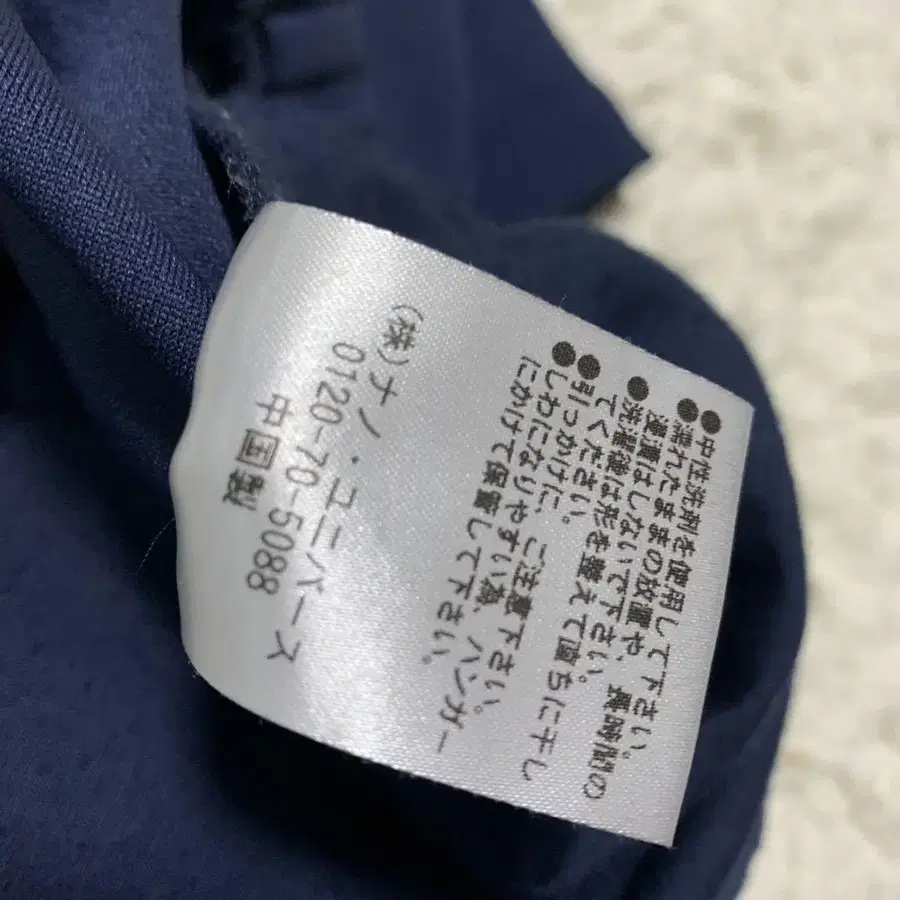 ●中性洗剤を使用して下さい。
●濡れたままの放置や、長時間の
浸漬はしないで下さい。
●洗濯後は形を整えて直ちに干し
てください。
●引っかけに、ご注意下さい。
●しわになりやすい為、ハンガー
にかけて保管して下さい。
(株)ナノ・ユニバース
0120-70-5088
中国製